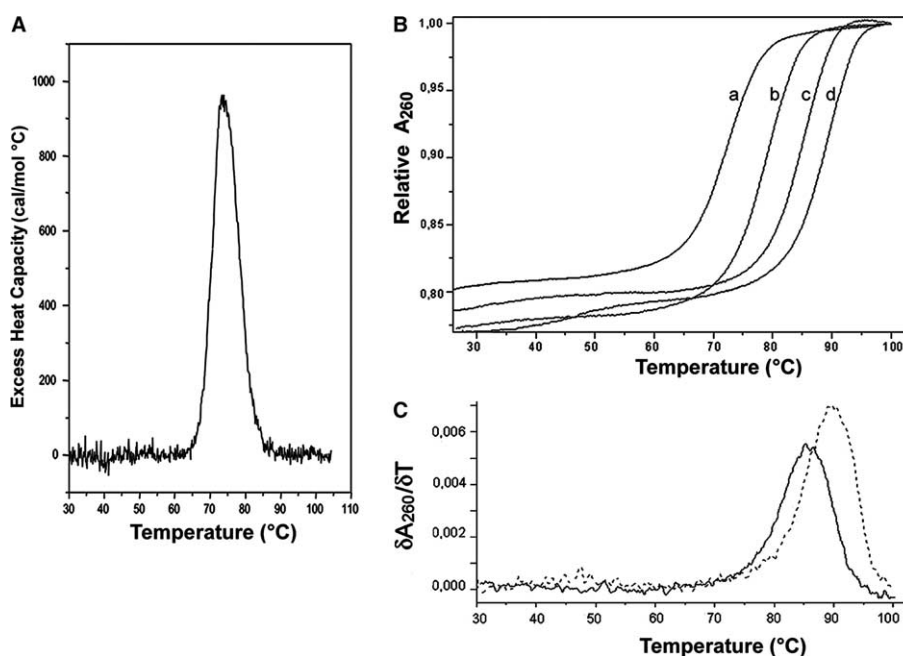 A
Excess Heat Capacity (cal/mol °C)
1000
800
600
400
200
0
30 40 50 60 70 80 90 100 110
Temperature (°C)
B
Relative A260
1,00
0,95
0,90
0,85
0,80
a b c d
30 40 50 60 70 80 90 100
Temperature (°C)
C
δA260/δT
0,006
0,004
0,002
0,000
30 40 50 60 70 80 90 100
Temperature (°C)